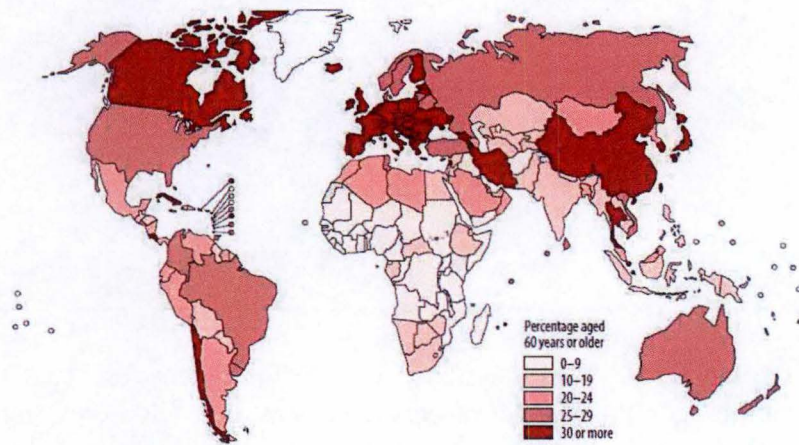 Percentage aged
60 years or older
0–9
10–19
20–24
25–29
30 or more